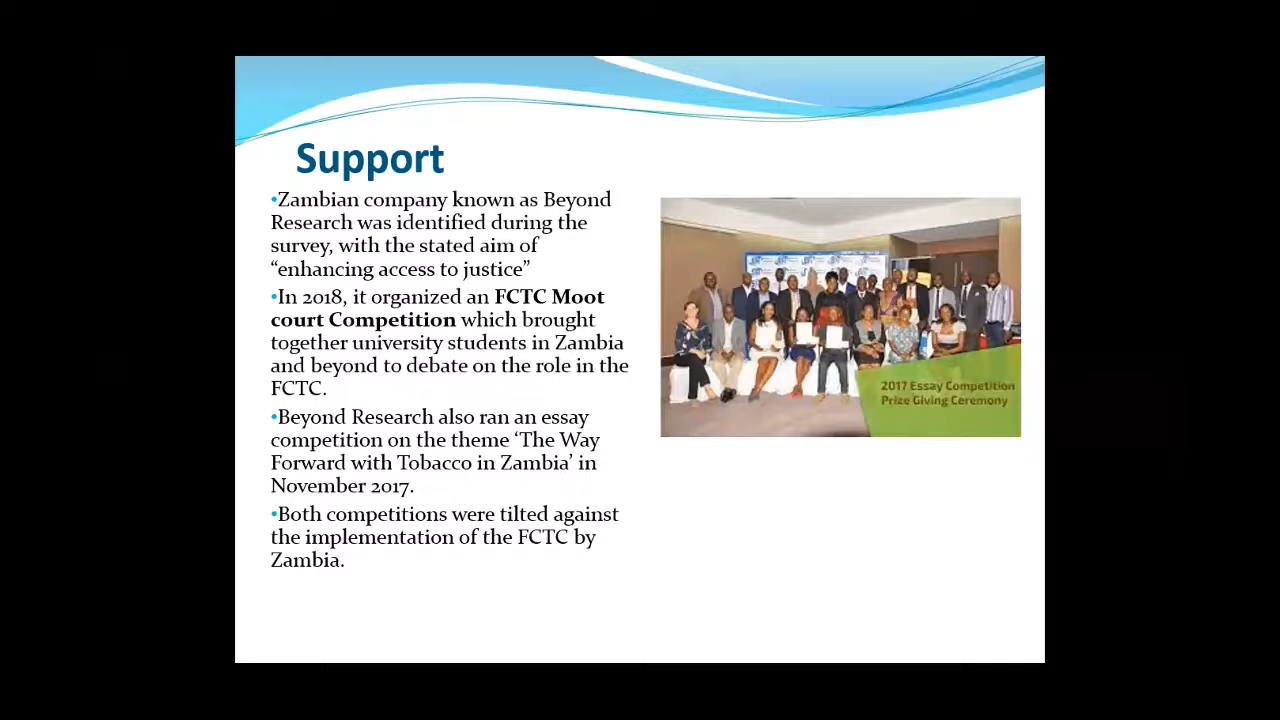 Support
•Zambian company known as Beyond
Research was identified during the
survey, with the stated aim of
“enhancing access to justice”
•In 2018, it organized an FCTC Moot
court Competition which brought
together university students in Zambia
and beyond to debate on the role in the
FCTC.
•Beyond Research also ran an essay
competition on the theme ‘The Way
Forward with Tobacco in Zambia’ in
November 2017.
•Both competitions were tilted against
the implementation of the FCTC by
Zambia.
2017 Essay Competition
Prize Giving Ceremony